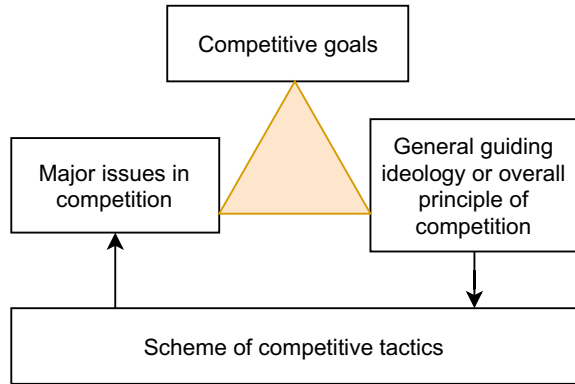 Competitive goals
Major issues in
competition
General guiding
ideology or overall
principle of
competition
Scheme of competitive tactics